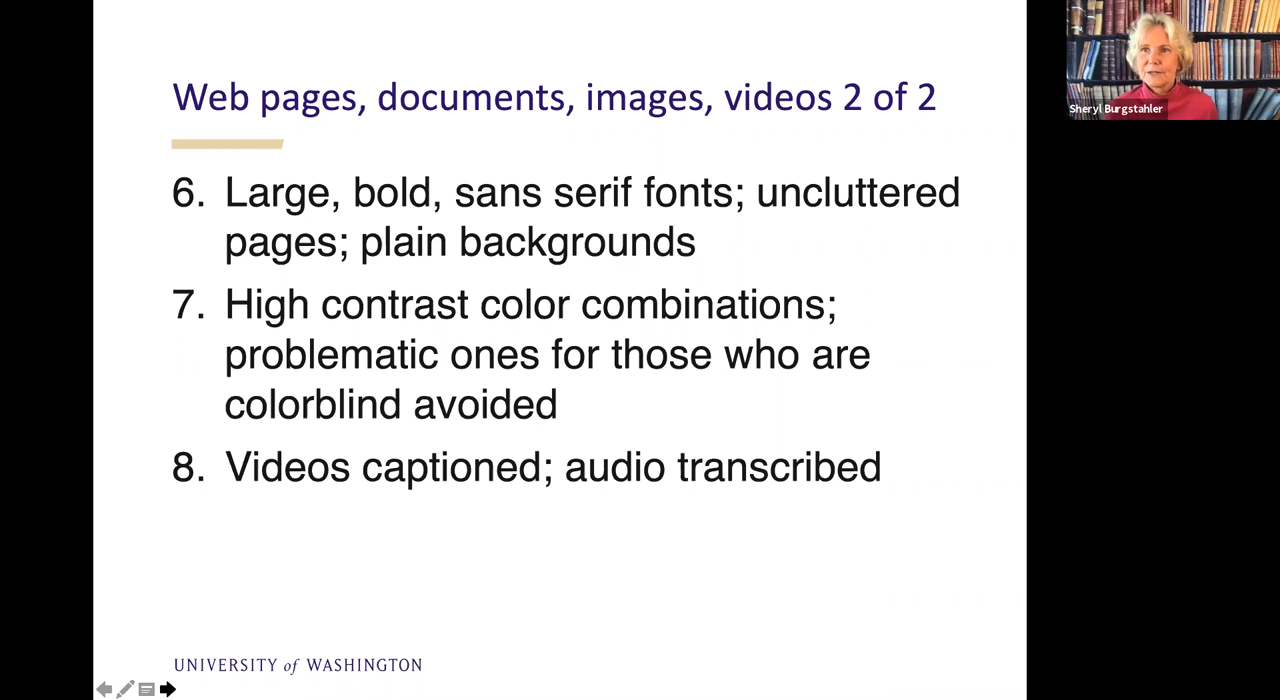 Web pages, documents, images, videos 2 of 2
6. Large, bold, sans serif fonts; uncluttered
pages; plain backgrounds
7. High contrast color combinations;
problematic ones for those who are
colorblind avoided
8. Videos captioned; audio transcribed
UNIVERSITY of WASHINGTON
Sheryl Burgstahler